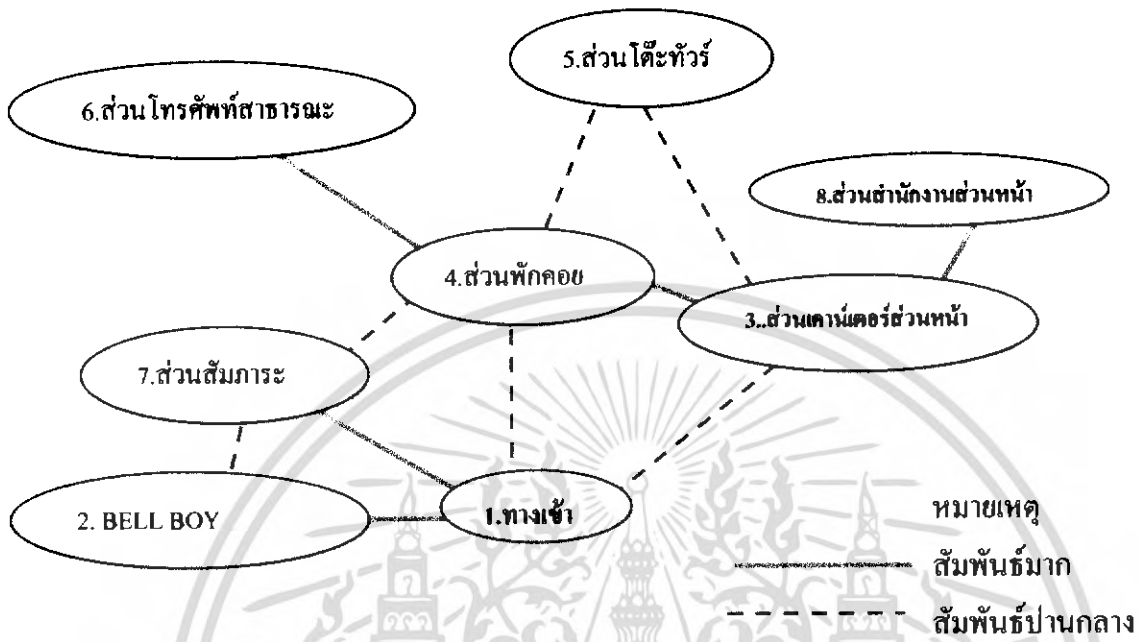 5.ส่วนโต๊ะทัวร์
6.ส่วนโทรศัพท์สาธารณะ
8.ส่วนสำนักงานส่วนหน้า
4.ส่วนพักคอย
3..ส่วนเคาน์เตอร์ส่วนหน้า
7.ส่วนสัมภาระ
2. BELL BOY
1.ทางเข้า
หมายเหตุ
สัมพันธ์มาก
สัมพันธ์ปานกลาง